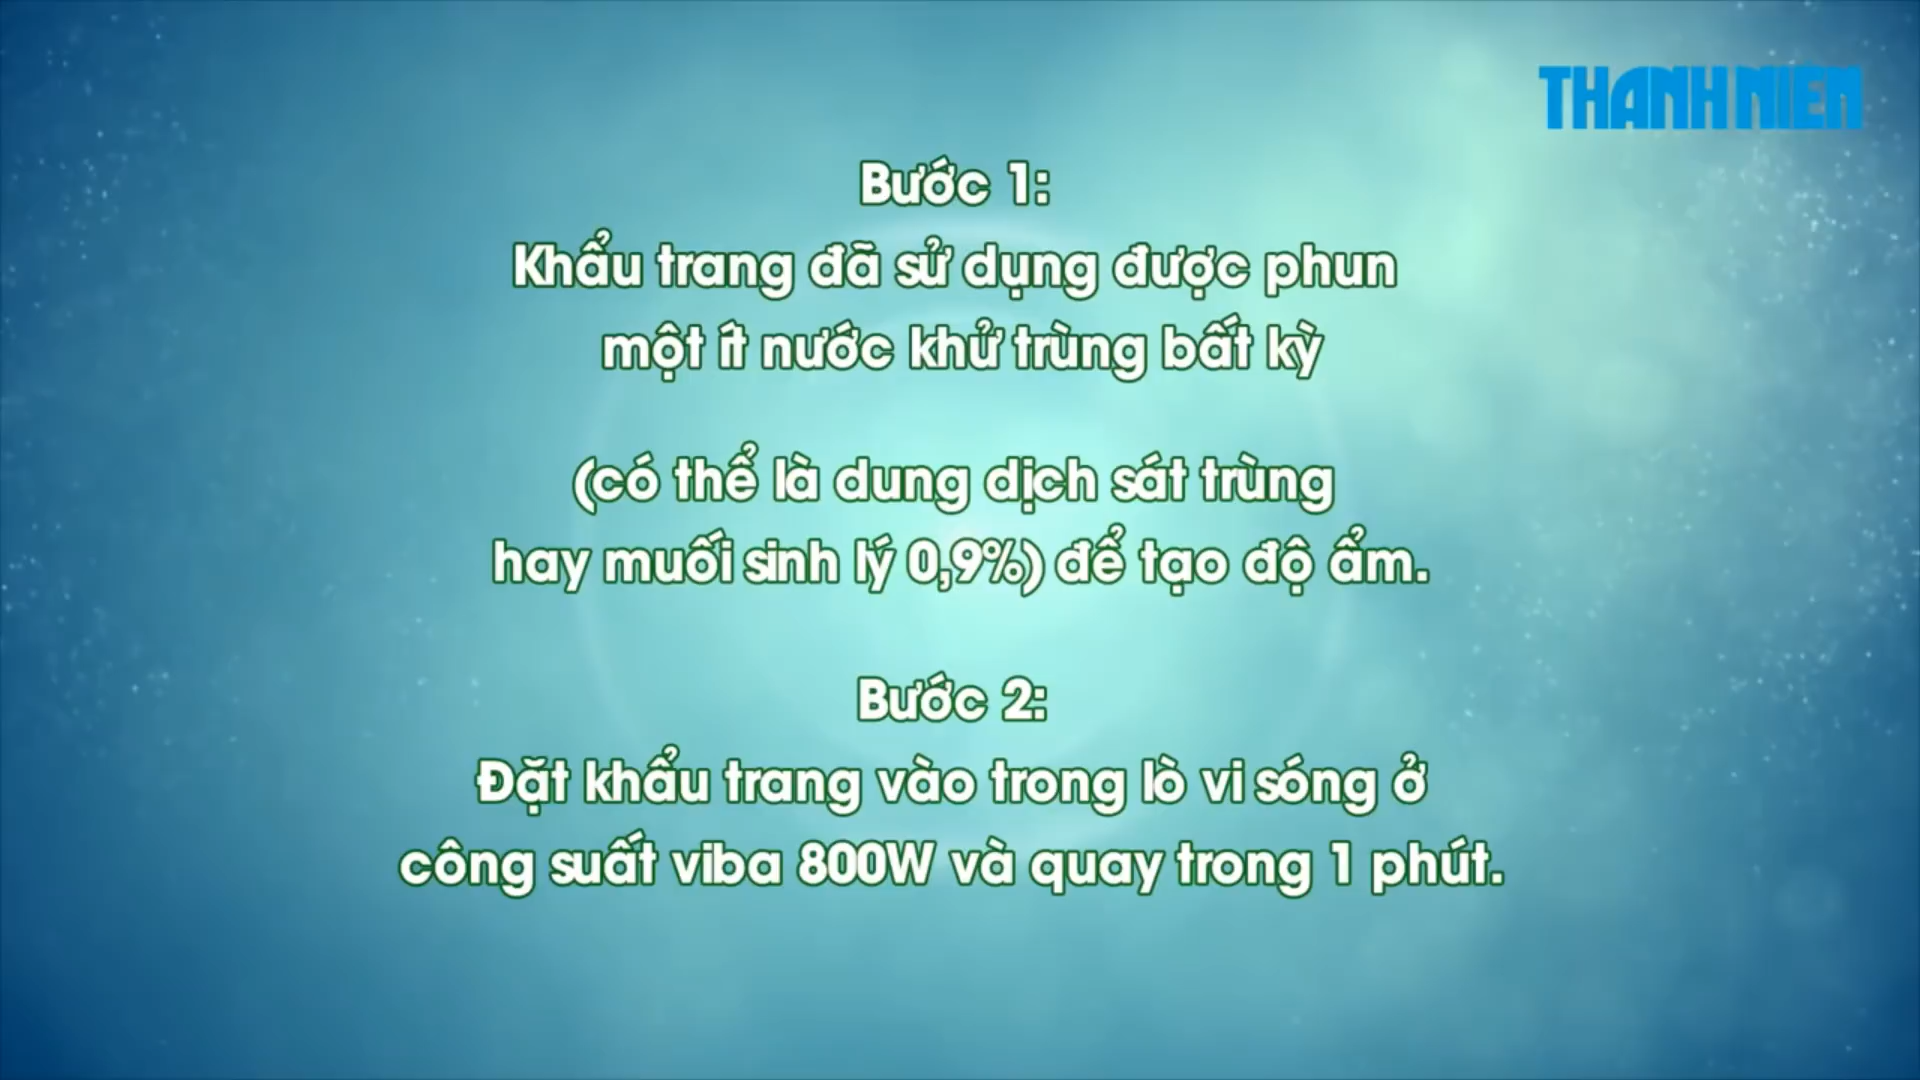 THANH NIÊN
Bước 1:
Khẩu trang đã sử dụng được phun
một ít nước khử trùng bất kỳ
(có thể là dung dịch sát trùng
hay muối sinh lý 0,9%) để tạo độ ẩm.
Bước 2:
Đặt khẩu trang vào trong lò vi sóng ở
công suất viba 800W và quay trong 1 phút.